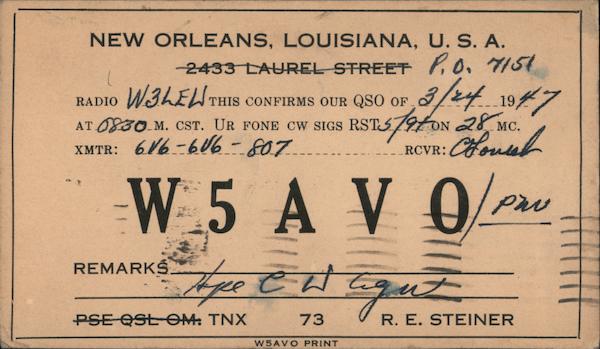 NEW ORLEANS, LOUISIANA, U. S. A.
2433 LAUREL STREET P.O. 7151
RADIO W3LEW THIS CONFIRMS OUR QSO OF 3/24 1947
AT 0830 M. CST. UR FONE CW SIGS RST 5/9+ ON 28 MC.
XMTR: 6V6-6V6-807 RCVR:
W5AVO/
REMARKS
Hpe C U Agn
PSE QSL OM. TNX 73 R. E. STEINER
W5AVO PRINT